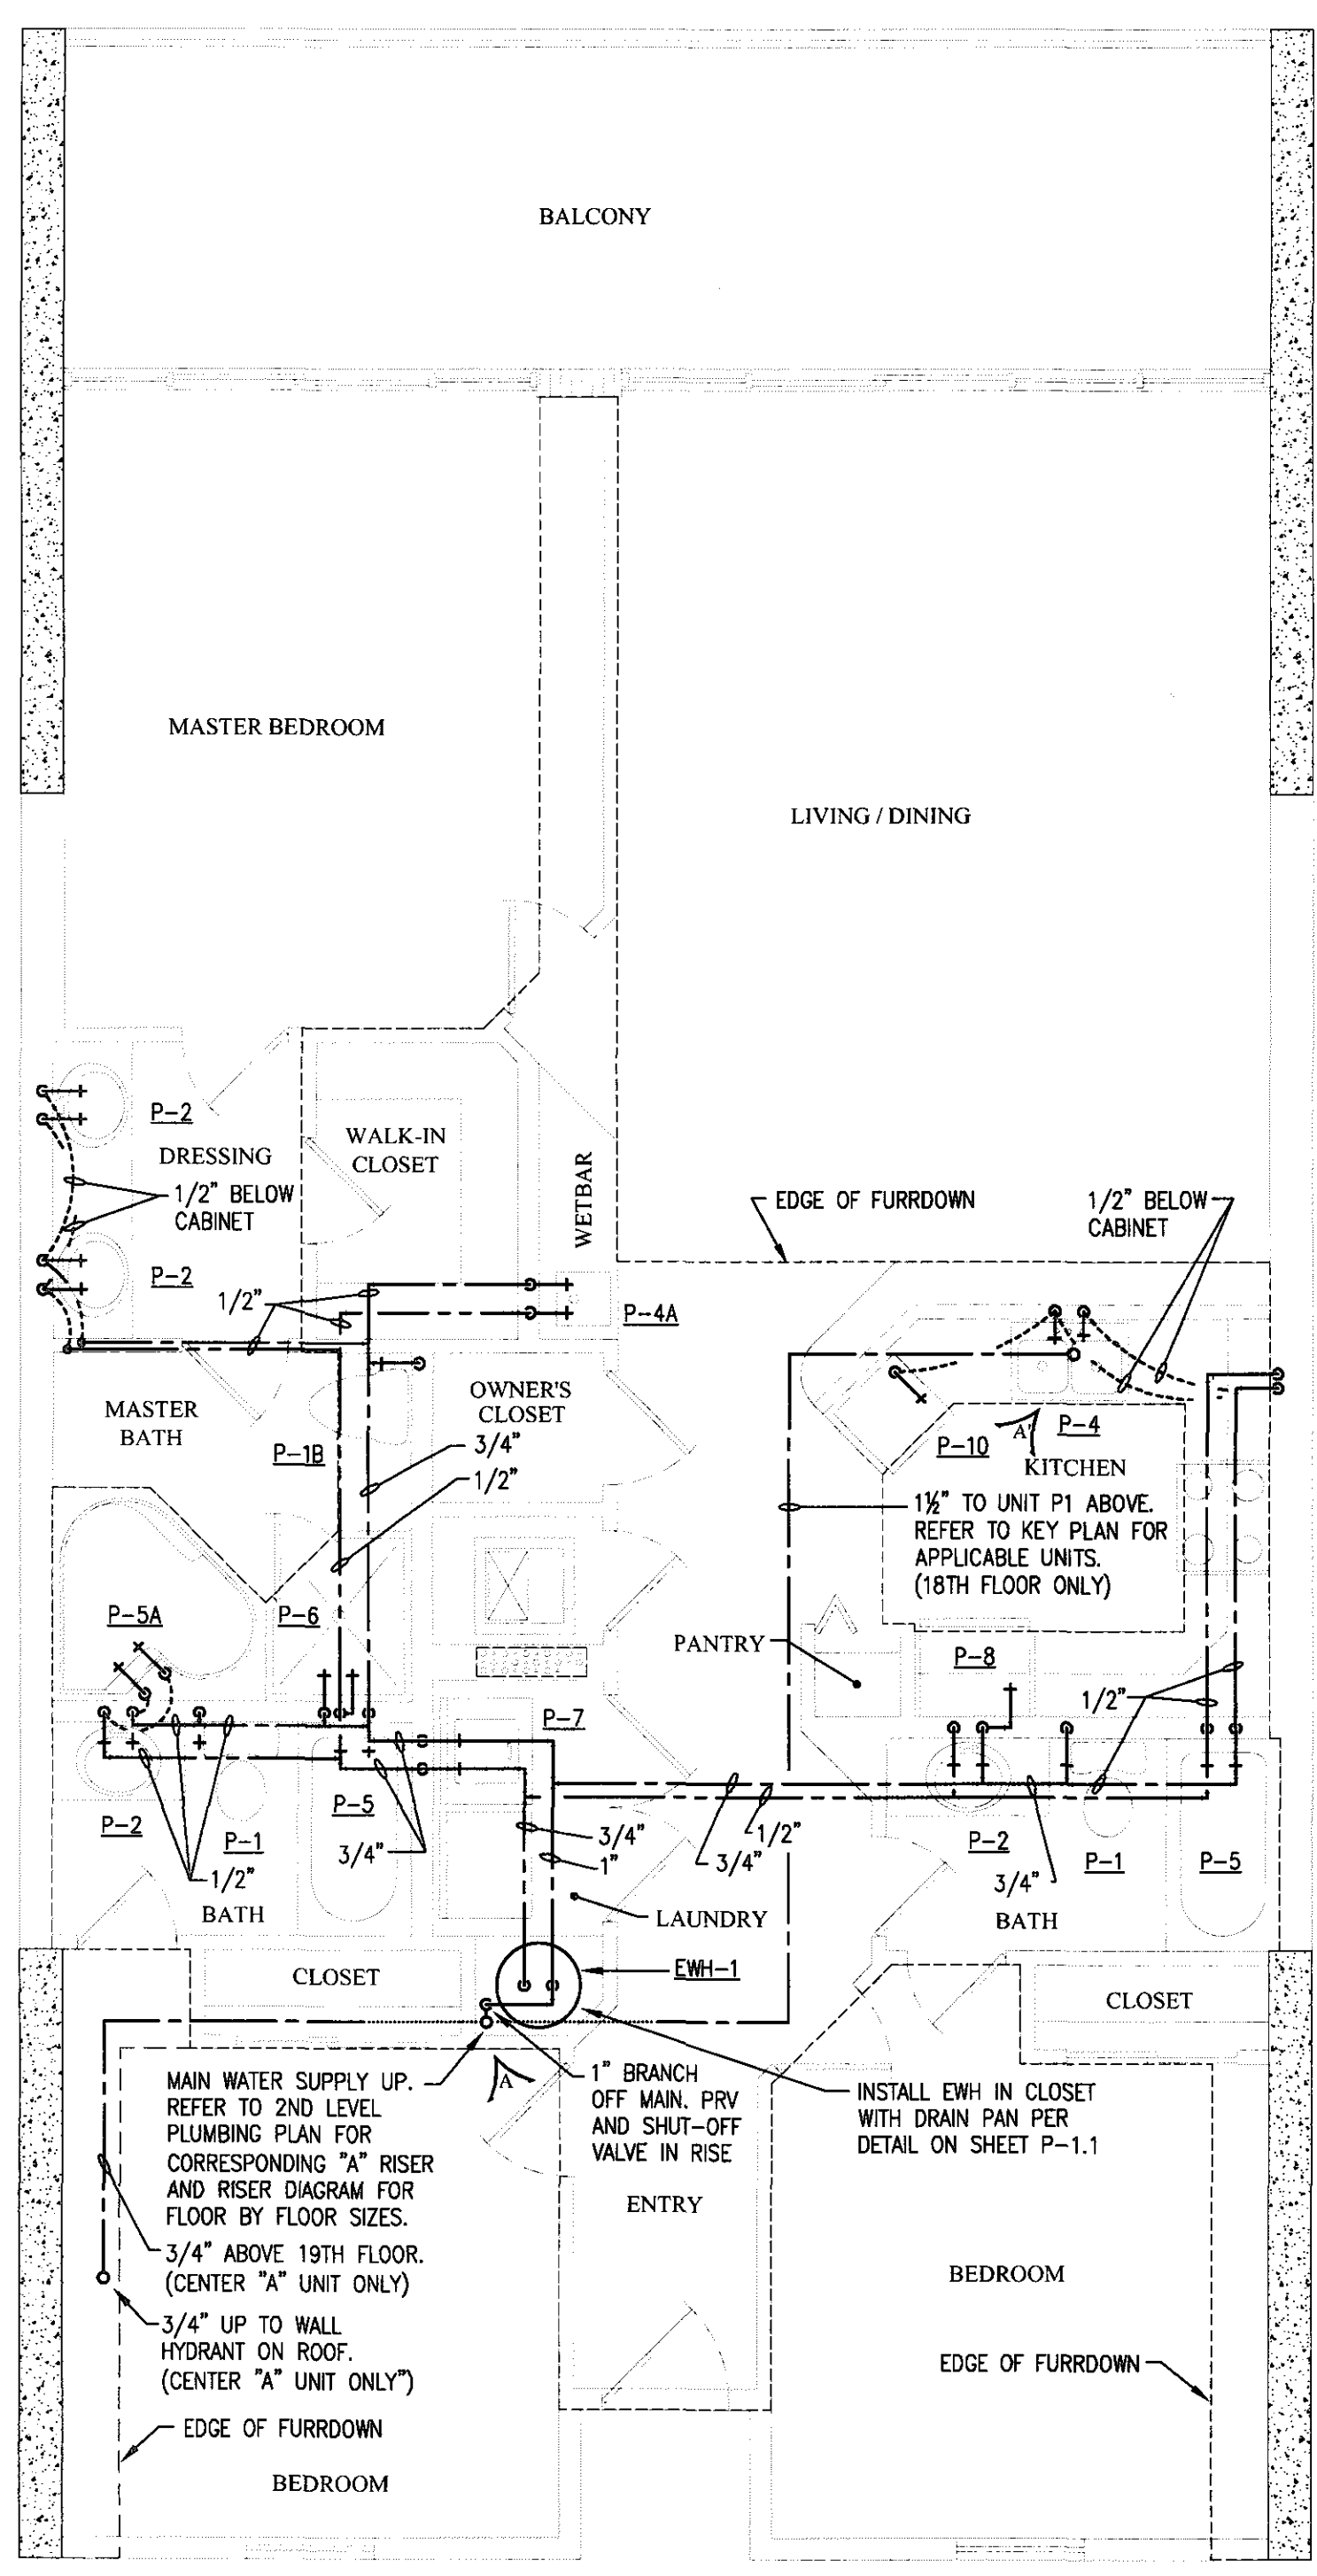 BALCONY
MASTER BEDROOM
LIVING / DINING
P-2
DRESSING
1/2" BELOW
CABINET
P-2
WALK-IN
CLOSET
WETBAR
EDGE OF FURRDOWN
1/2" BELOW
CABINET
1/2"
P-4A
MASTER
BATH
OWNER'S
CLOSET
P-1B
3/4"
1/2"
P-10
A
P-4
KITCHEN
1½" TO UNIT P1 ABOVE.
REFER TO KEY PLAN FOR
APPLICABLE UNITS.
(18TH FLOOR ONLY)
P-5A
P-6
PANTRY
P-8
1/2"
P-7
P-2
P-1
P-5
3/4"
1/2"
BATH
3/4"
1"
1/2"
3/4"
P-2
P-1
P-5
3/4"
BATH
LAUNDRY
EWH-1
CLOSET
CLOSET
MAIN WATER SUPPLY UP.
REFER TO 2ND LEVEL
PLUMBING PLAN FOR
CORRESPONDING "A" RISER
AND RISER DIAGRAM FOR
FLOOR BY FLOOR SIZES.
A
1" BRANCH
OFF MAIN. PRV
AND SHUT-OFF
VALVE IN RISE
INSTALL EWH IN CLOSET
WITH DRAIN PAN PER
DETAIL ON SHEET P-1.1
ENTRY
3/4" ABOVE 19TH FLOOR.
(CENTER "A" UNIT ONLY)
3/4" UP TO WALL
HYDRANT ON ROOF.
(CENTER "A" UNIT ONLY")
BEDROOM
EDGE OF FURRDOWN
EDGE OF FURRDOWN
BEDROOM